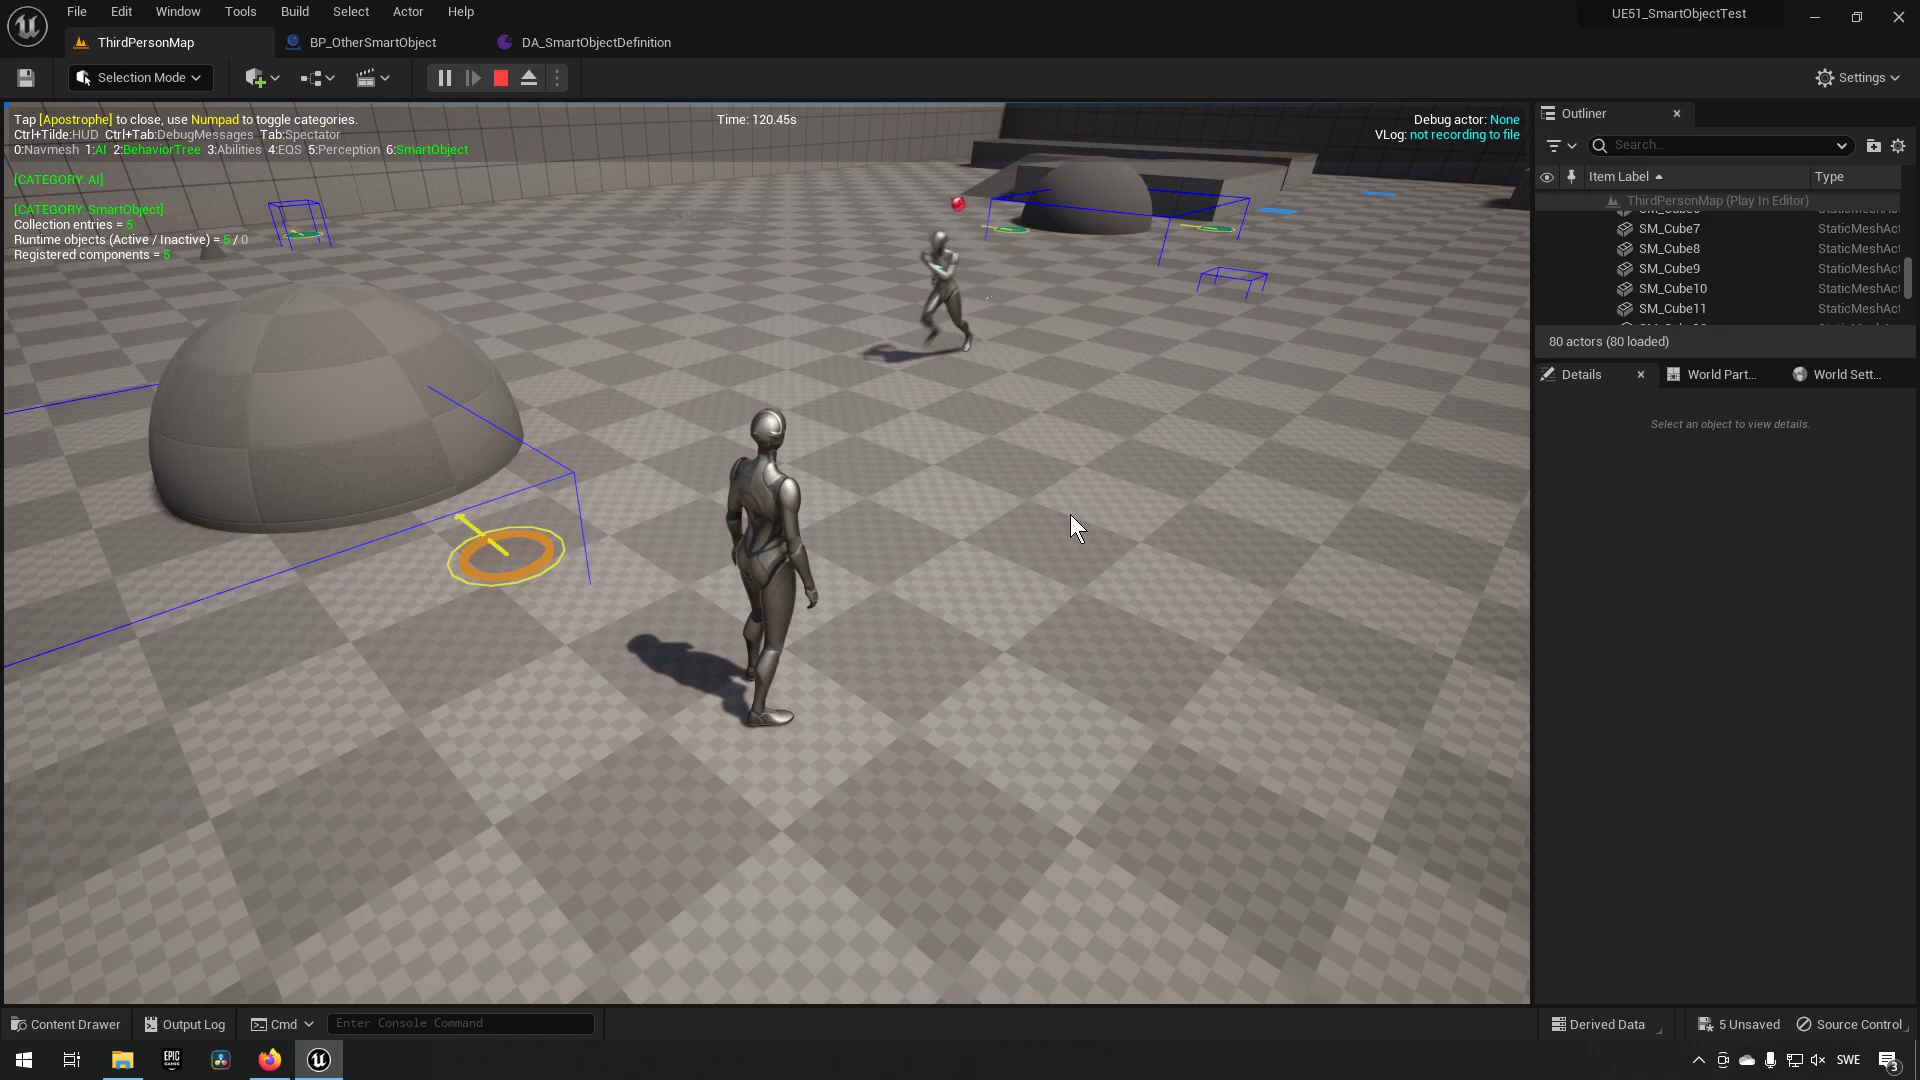 File Edit Window Tools Build Select Actor Help
UE51_SmartObjectTest
ThirdPersonMap
BP_OtherSmartObject
DA_SmartObjectDefinition
Selection Mode
Settings
Tap [Apostrophe] to close, use Numpad to toggle categories.
Ctrl+Tilde:HUD Ctrl+Tab:DebugMessages Tab:Spectator
0:Navmesh 1:AI 2:BehaviorTree 3:Abilities 4:EQS 5:Perception 6:SmartObject
[CATEGORY: AI]
[CATEGORY: SmartObject]
Collection entries = 5
Runtime objects (Active / Inactive) = 5 / 0
Registered components = 5
Time: 120.45s
Debug actor: None
VLog: not recording to file
Outliner
Search...
Item Label
Type
ThirdPersonMap (Play In Editor)
SM_Cube7 StaticMeshAct
SM_Cube8 StaticMeshAct
SM_Cube9 StaticMeshAct
SM_Cube10 StaticMeshAct
SM_Cube11 StaticMeshAct
80 actors (80 loaded)
Details
World Part...
World Sett...
Select an object to view details.
Content Drawer
Output Log
Cmd
Enter Console Command
Derived Data
5 Unsaved
Source Control
EPIC GAMES
SWE
3